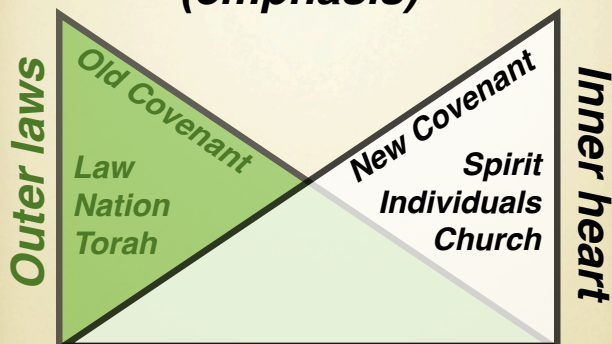 (emphasis)
Outer laws
Old Covenant
Law
Nation
Torah
New Covenant
Spirit
Individuals
Church
Inner heart